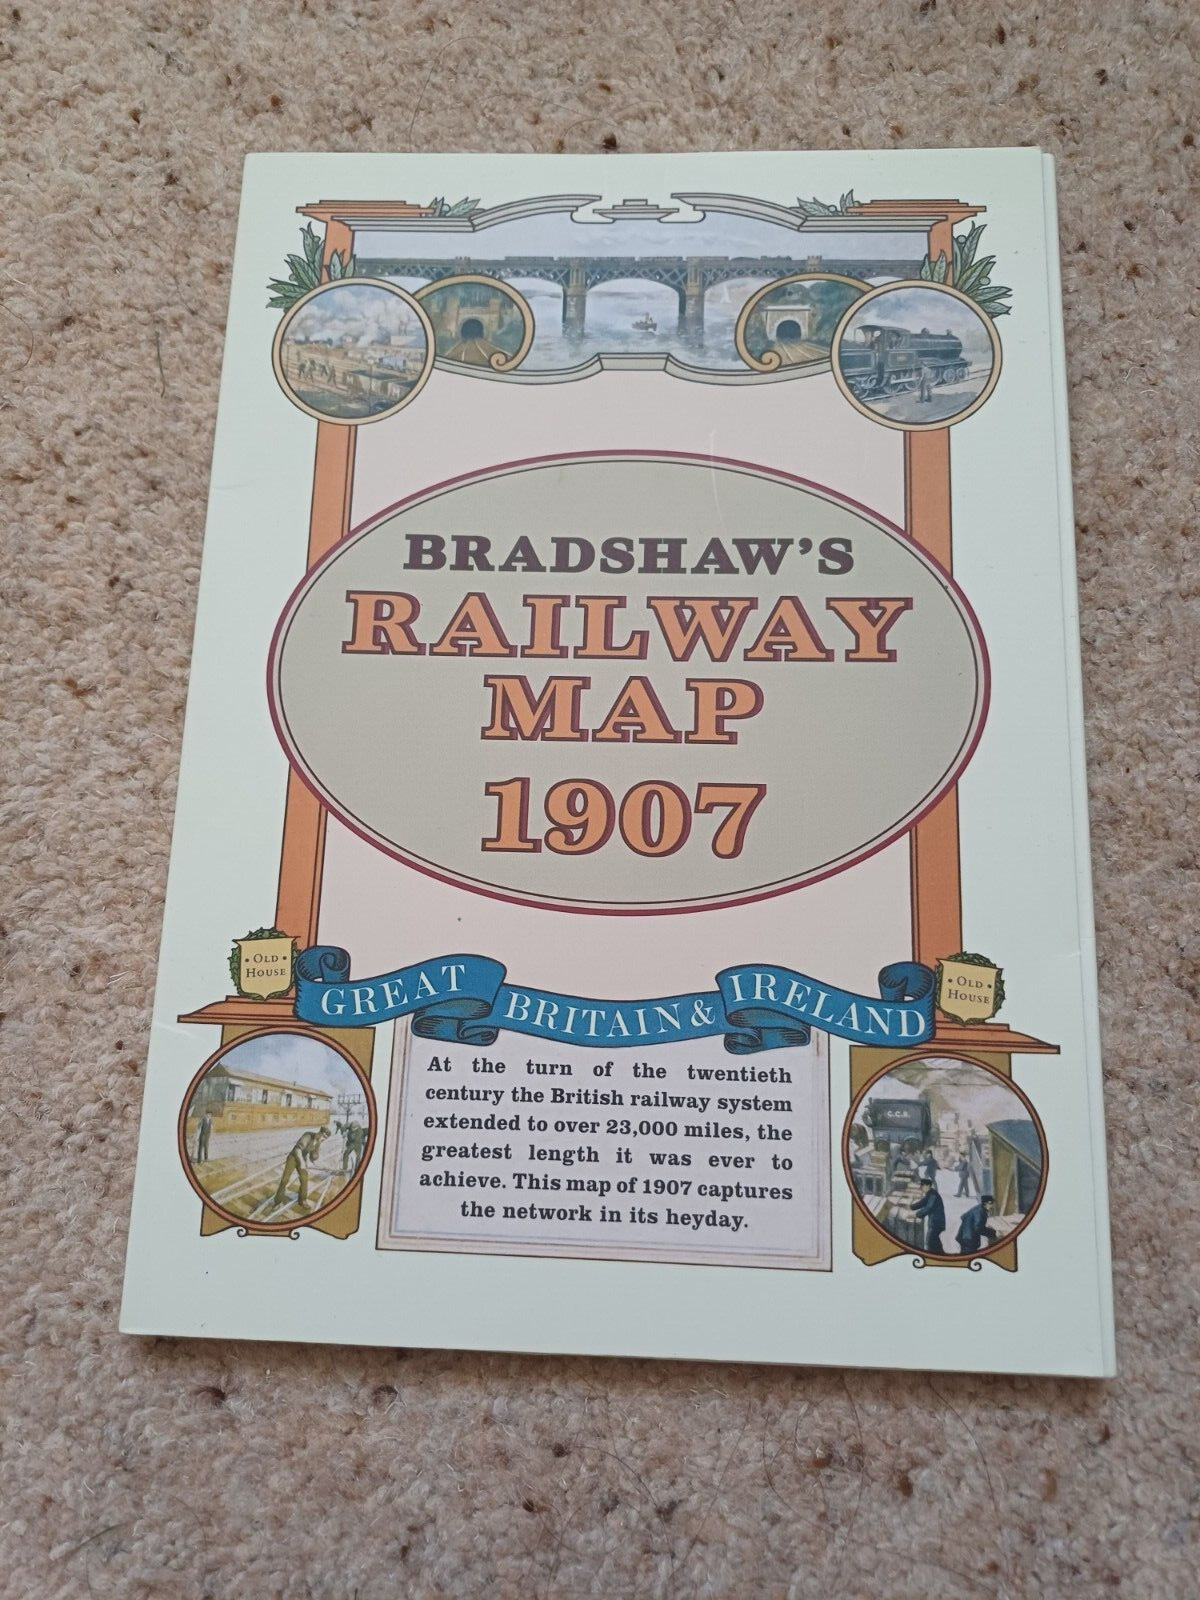 BRADSHAW'S
RAILWAY
MAP
1907
• OLD •
HOUSE
GREAT BRITAIN & IRELAND
• OLD •
HOUSE
At the turn of the twentieth
century the British railway system
extended to over 23,000 miles, the
greatest length it was ever to
achieve. This map of 1907 captures
the network in its heyday.
G.C.R.